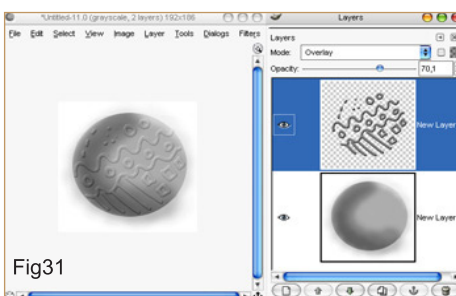 *Untitled-11.0 (grayscale, 2 layers) 192x186
File Edit Select View Image Layer Tools Dialogs Filters
Fig31
Layers
Layers
Mode: Overlay
Opacity: 70,1
New Layer
New Layer